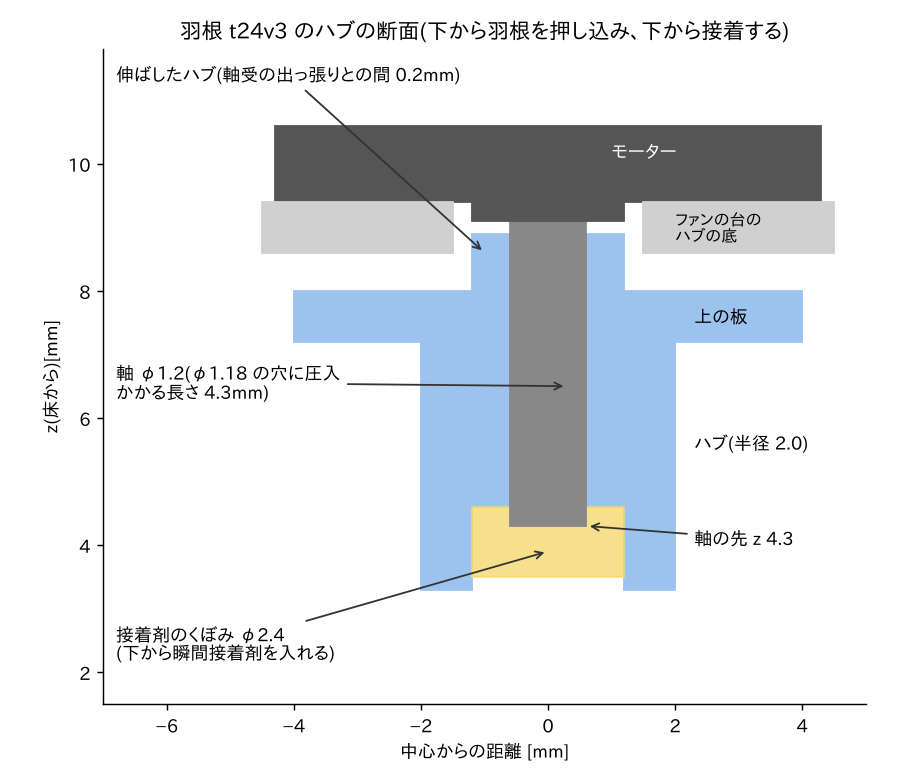 羽根 t24v3 のハブの断面(下から羽根を押し込み、下から接着する)
伸ばしたハブ(軸受の出っ張りとの間 0.2mm)
モーター
ファンの台の
ハブの底
上の板
軸 φ1.2(φ1.18 の穴に圧入
かかる長さ 4.3mm)
ハブ(半径 2.0)
軸の先 z 4.3
接着剤のくぼみ φ2.4
(下から瞬間接着剤を入れる)
z(床から)[mm]
10
8
6
4
2
−6
−4
−2
0
2
4
中心からの距離 [mm]